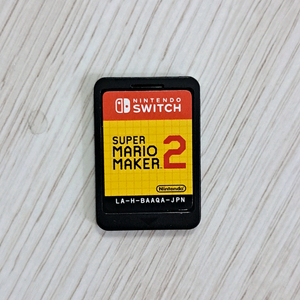 NINTENDO
SWITCH
SUPER
MARIO
MAKER 2
Nintendo
LA-H-BAAQA-JPN